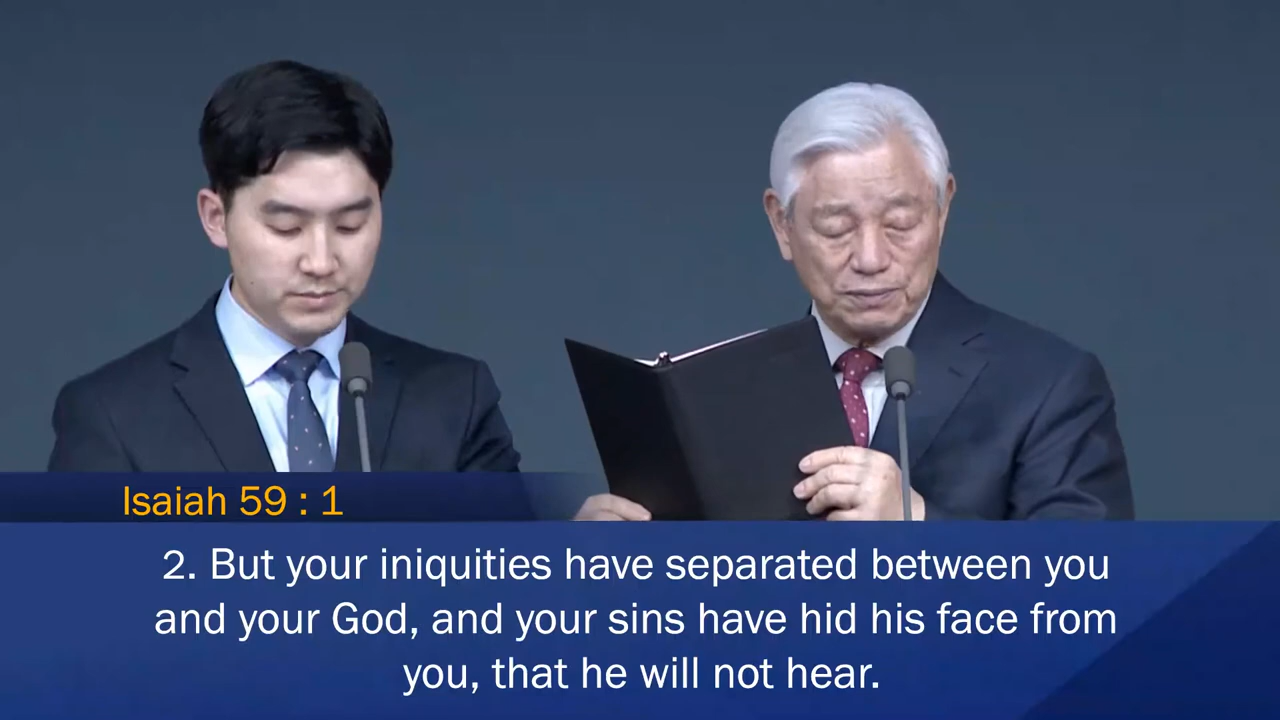 Isaiah 59 : 1
2. But your iniquities have separated between you
and your God, and your sins have hid his face from
you, that he will not hear.